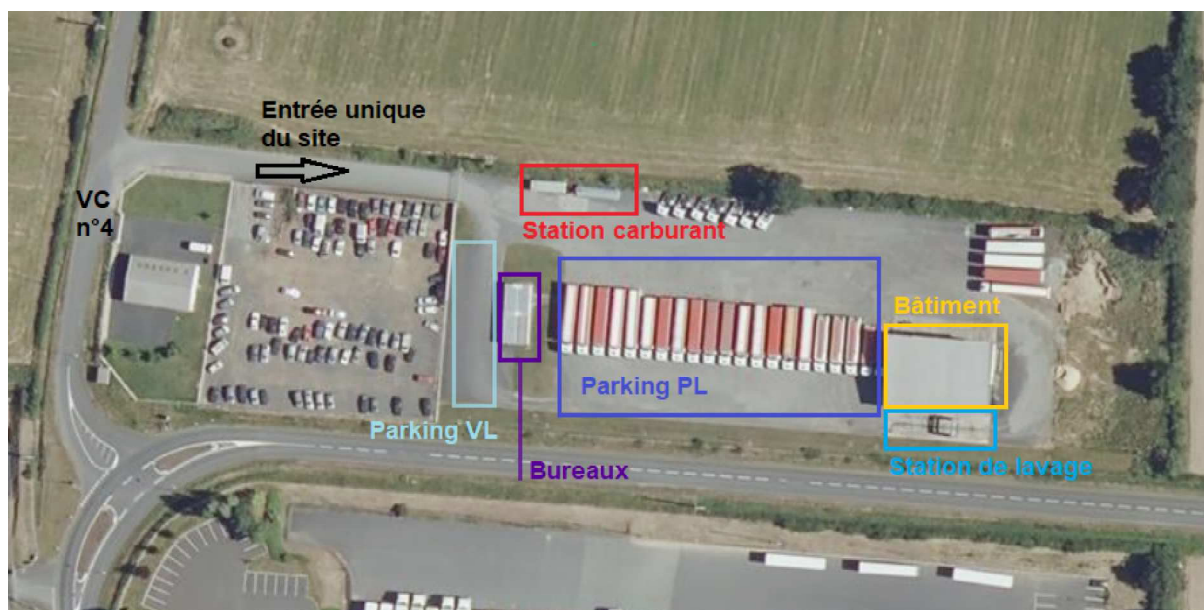 Entrée unique
du site
VC
n°4
Station carburant
Bâtiment
Parking PL
Parking VL
Bureaux
Station de lavage